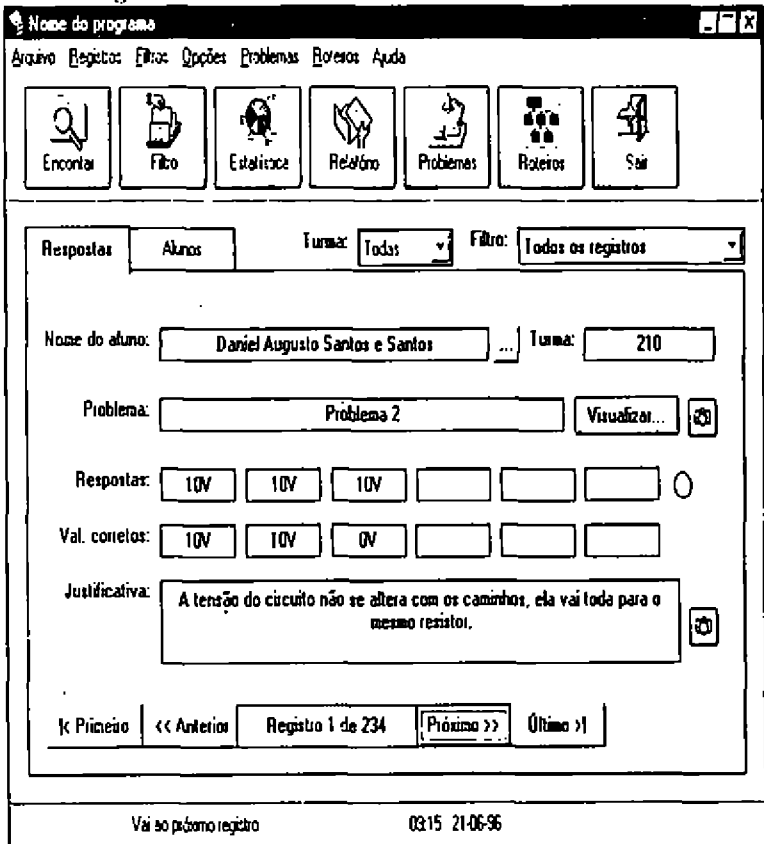 Nome do programa
Arquivo Registros Filtros Opções Problemas Roteiros Ajuda
Encontar Filtro Estatística Relatório Problemas Roteiros Sair
Respostas Alunos Turma: Todas Filtro: Todos os registros
Nome do aluno: Daniel Augusto Santos e Santos ... Turma: 210
Problema: Problema 2 Visualizar...
Respostas: 10V 10V 10V
Val. corretos: 10V 10V 0V
Justificativa: A tensão do circuito não se altera com os caminhos, ela vai toda para o
mesmo resistor.
|< Primeiro << Anterior Registro 1 de 234 Próximo >> Último >|
Vai ao próximo registro 03:15 21-06-96